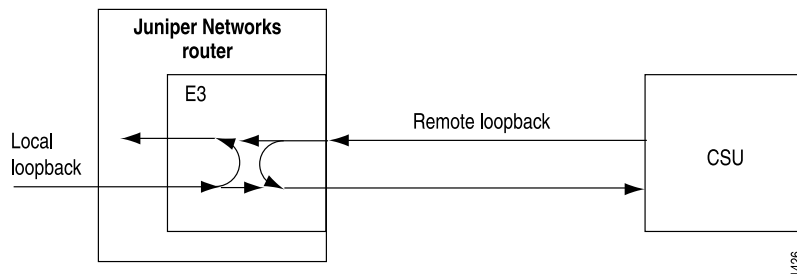 Juniper Networks
router
E3
Local
loopback
Remote loopback
CSU